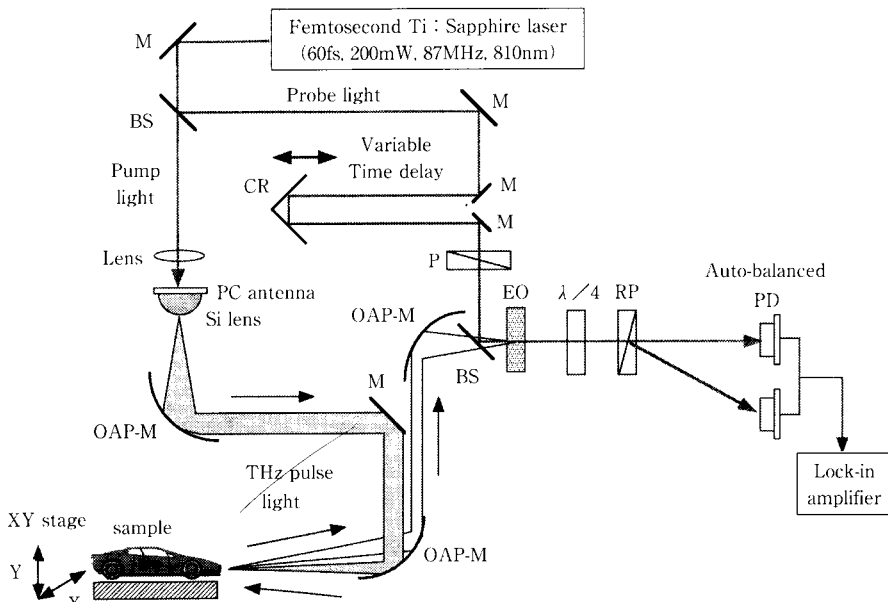 Femtosecond Ti : Sapphire laser
(60fs, 200mW, 87MHz, 810nm)
M
Probe light
M
BS
Variable
Time delay
Pump
light
CR
M
M
Lens
P
PC antenna
Si lens
Auto-balanced
PD
EO
λ/4
RP
OAP-M
BS
M
OAP-M
THz pulse
light
Lock-in
amplifier
XY stage
sample
OAP-M
Y
X